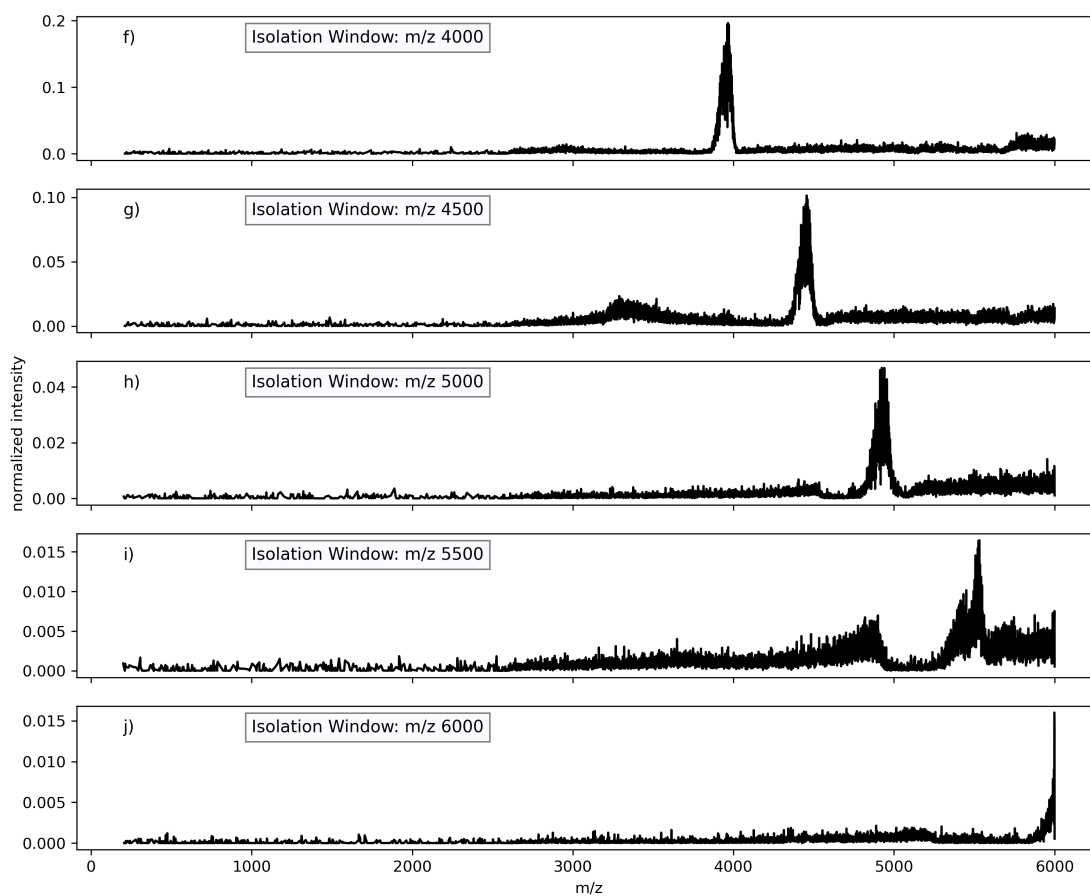 f)
Isolation Window: m/z 4000
0.2
0.1
0.0
g)
Isolation Window: m/z 4500
0.10
0.05
0.00
normalized intensity
h)
Isolation Window: m/z 5000
0.04
0.02
0.00
i)
Isolation Window: m/z 5500
0.015
0.010
0.005
0.000
j)
Isolation Window: m/z 6000
0.015
0.010
0.005
0.000
0 1000 2000 3000 4000 5000 6000
m/z